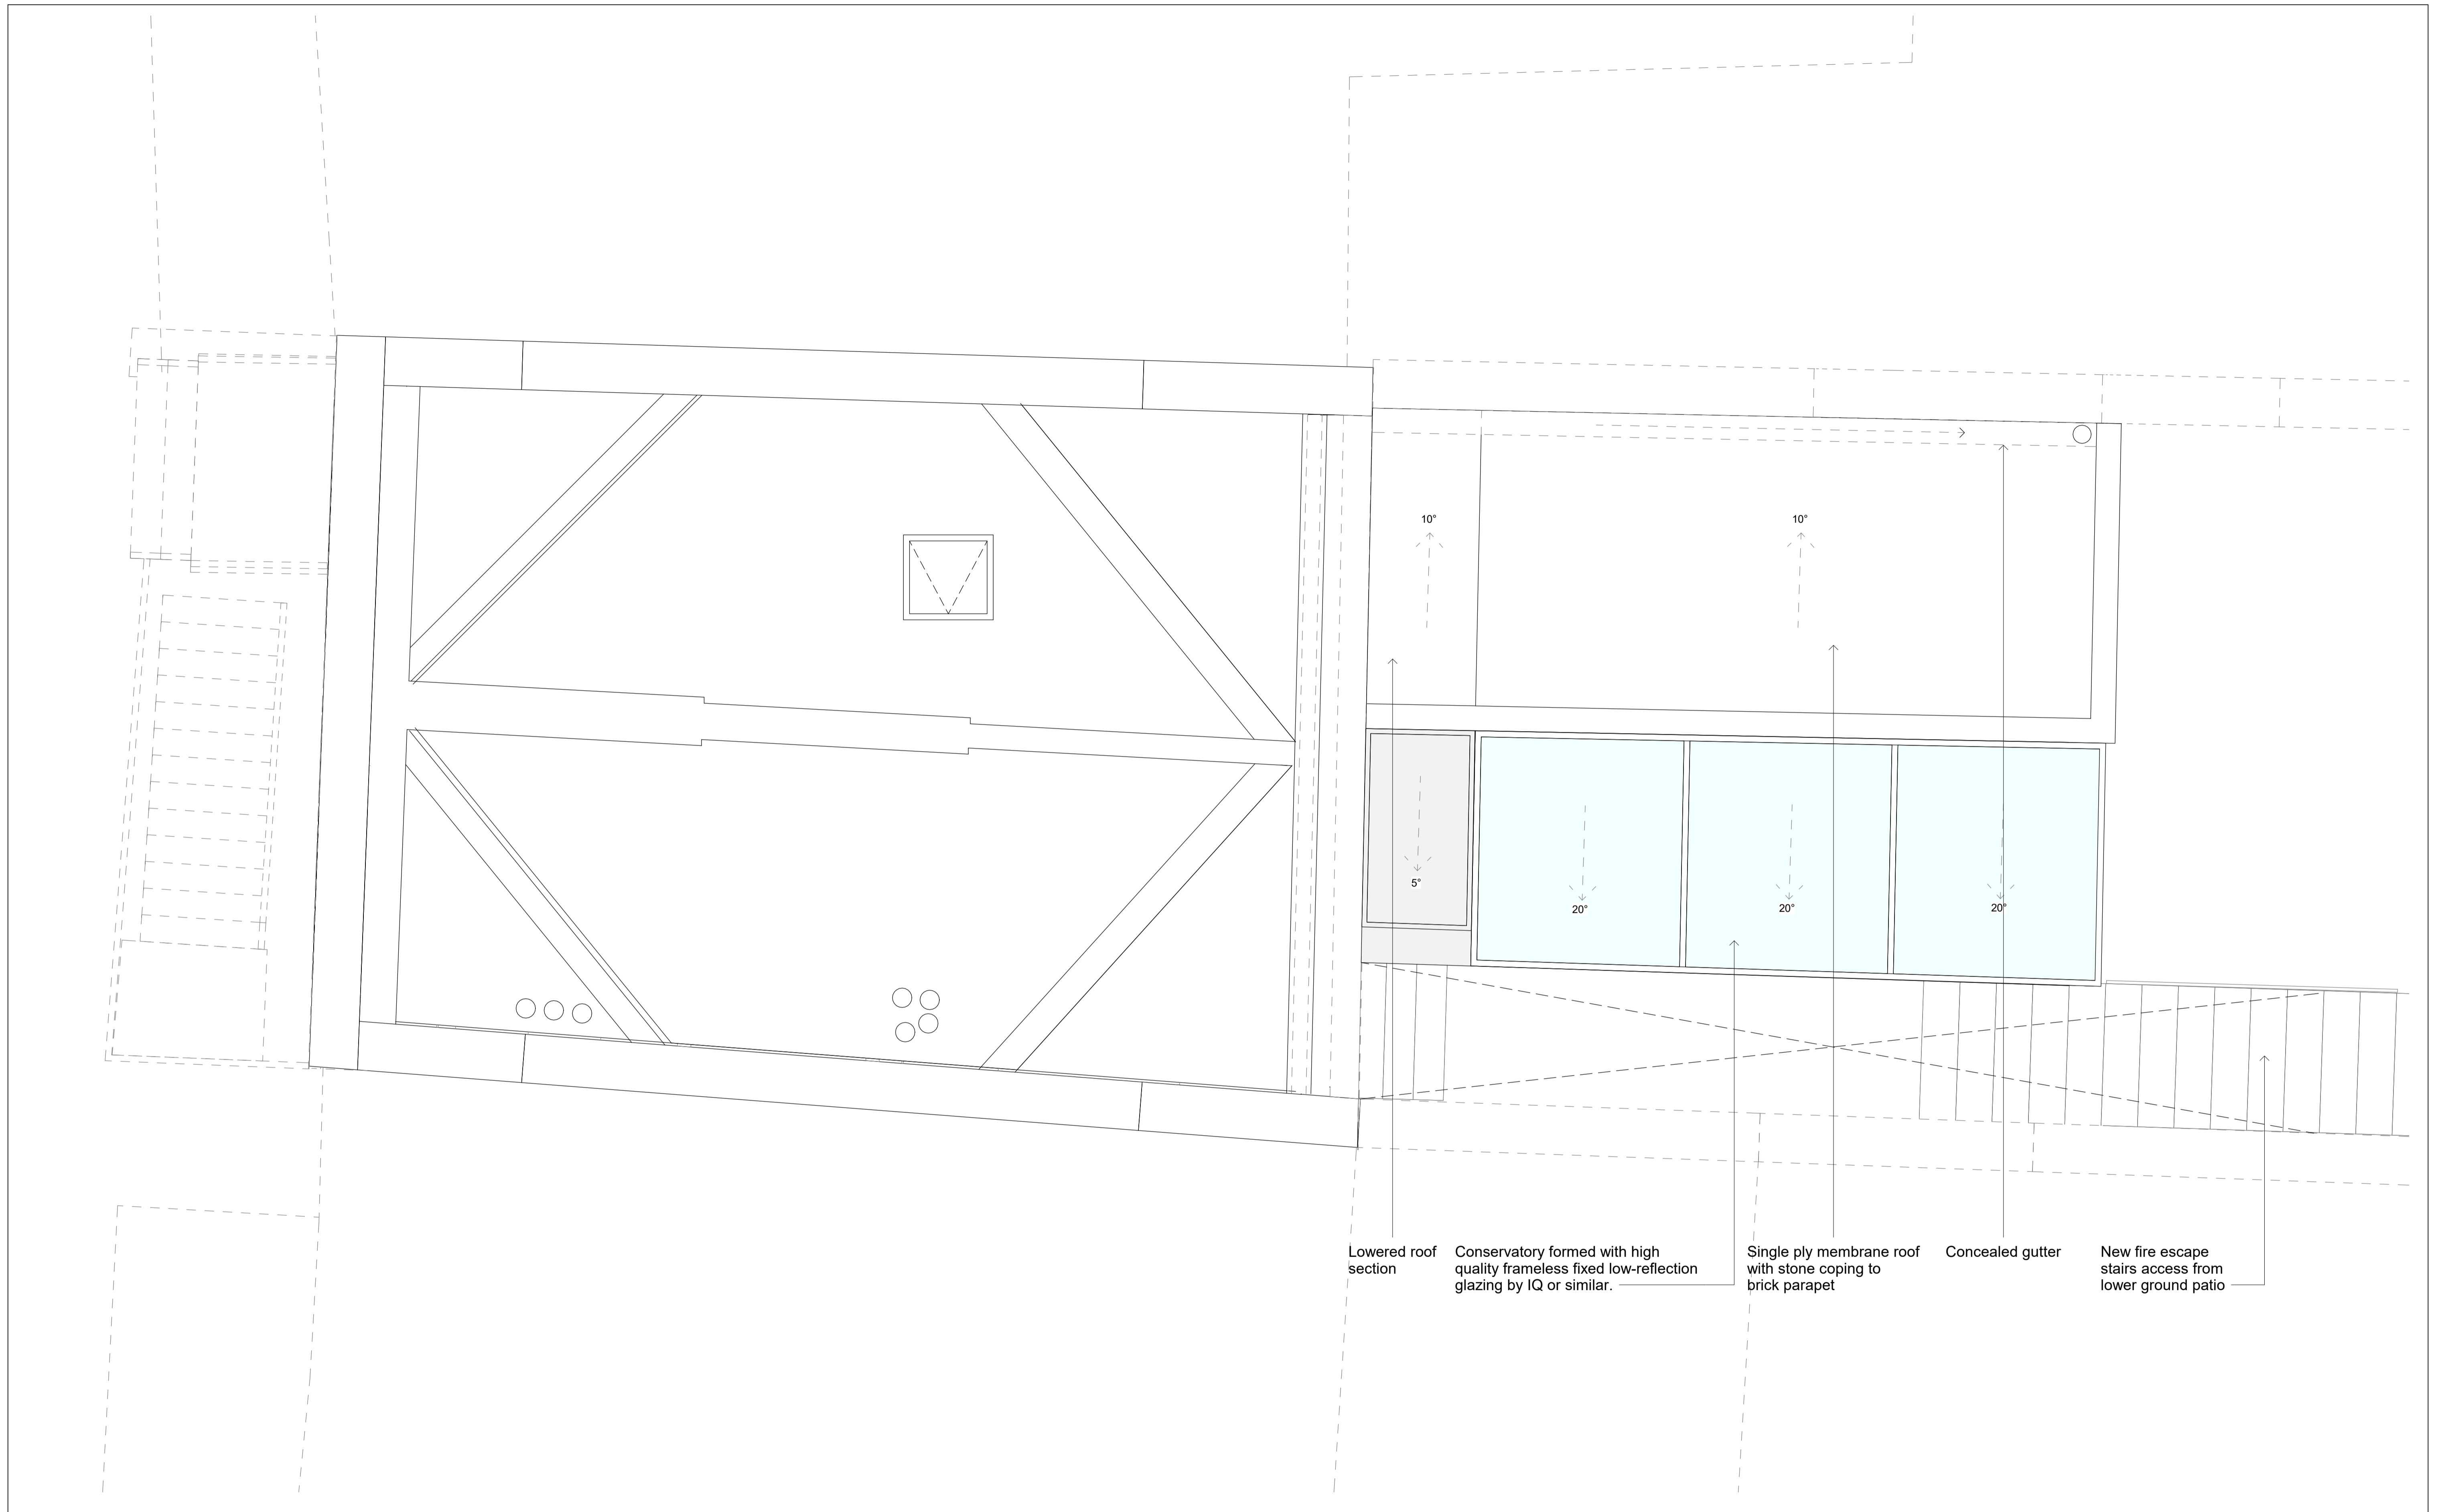 10°
10°
5°
20°
20°
20°
Lowered roof
section
Conservatory formed with high
quality frameless fixed low-reflection
glazing by IQ or similar.
Single ply membrane roof
with stone coping to
brick parapet
Concealed gutter
New fire escape
stairs access from
lower ground patio